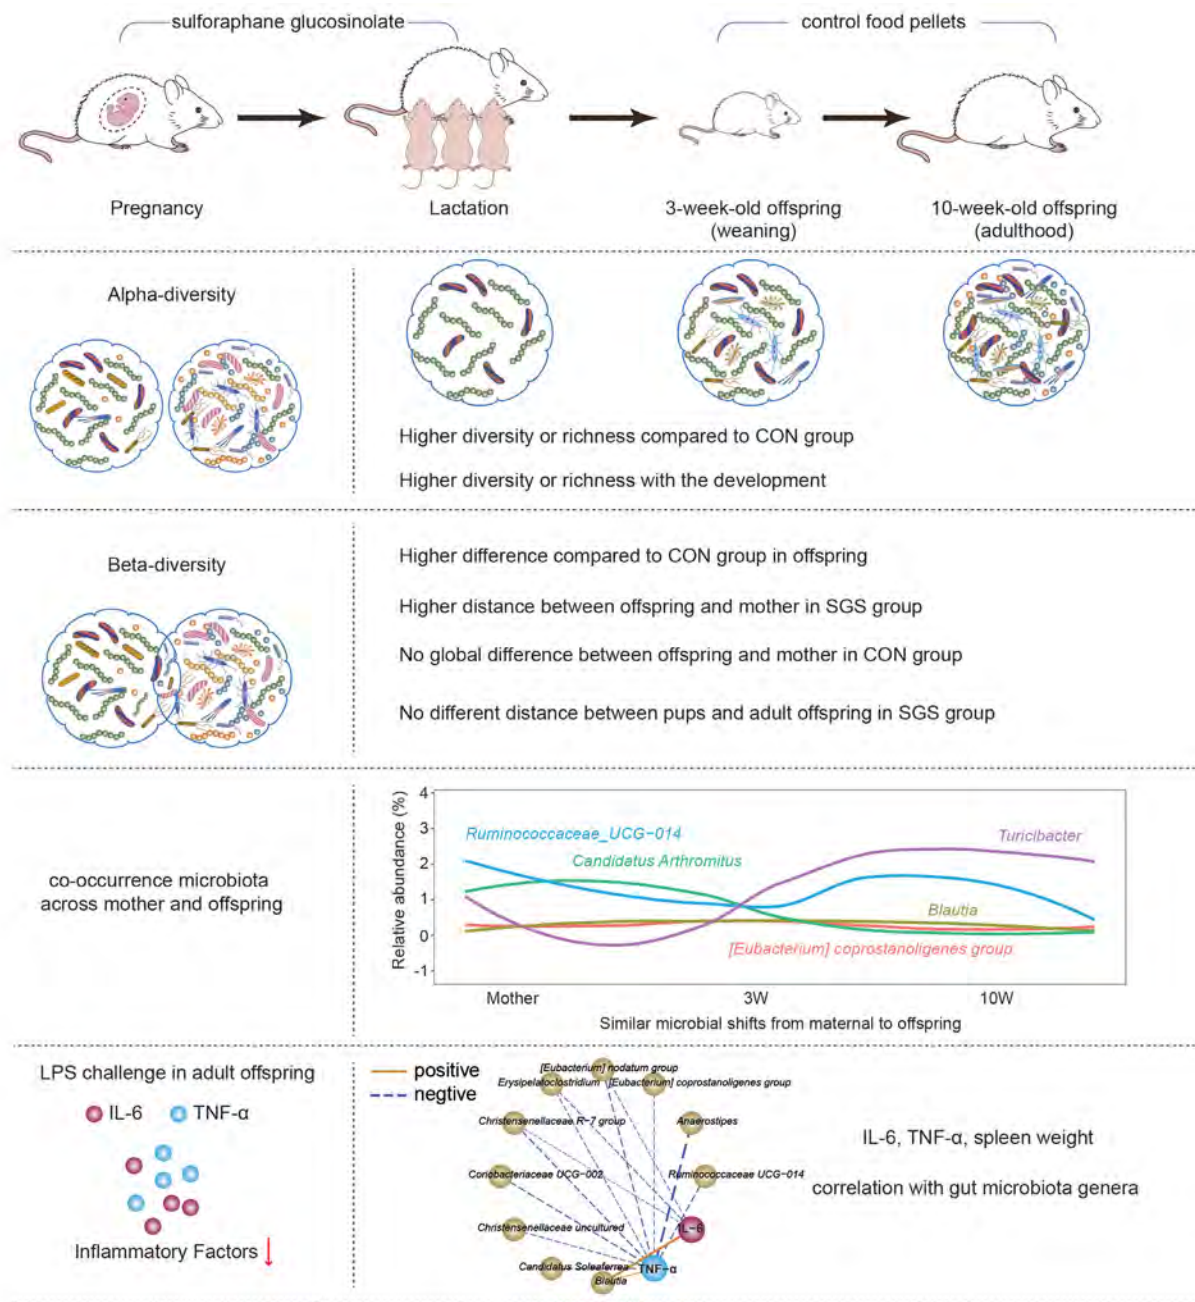 sulforaphane glucosinolate
control food pellets
Pregnancy
Lactation
3-week-old offspring
(weaning)
10-week-old offspring
(adulthood)
Alpha-diversity
Higher diversity or richness compared to CON group
Higher diversity or richness with the development
Beta-diversity
Higher difference compared to CON group in offspring
Higher distance between offspring and mother in SGS group
No global difference between offspring and mother in CON group
No different distance between pups and adult offspring in SGS group
co-occurrence microbiota
across mother and offspring
Relative abundance (%)
4
3
2
1
0
-1
Ruminococcaceae_UCG-014
Candidatus Arthromitus
Turicibacter
Blautia
[Eubacterium] coprostanoligenes group
Mother
3W
10W
Similar microbial shifts from maternal to offspring
LPS challenge in adult offspring
IL-6
TNF-α
Inflammatory Factors
positive
negtive
[Eubacterium] nodatum group
Erysipelatoclostridium
[Eubacterium] coprostanoligenes group
Christensenellaceae R-7 group
Anaerostipes
Coriobacteriaceae UCG-002
Ruminococcaceae UCG-014
Christensenellaceae uncultured
IL-6
Candidatus Soleaferrea
TNF-α
Blautia
IL-6, TNF-α, spleen weight
correlation with gut microbiota genera